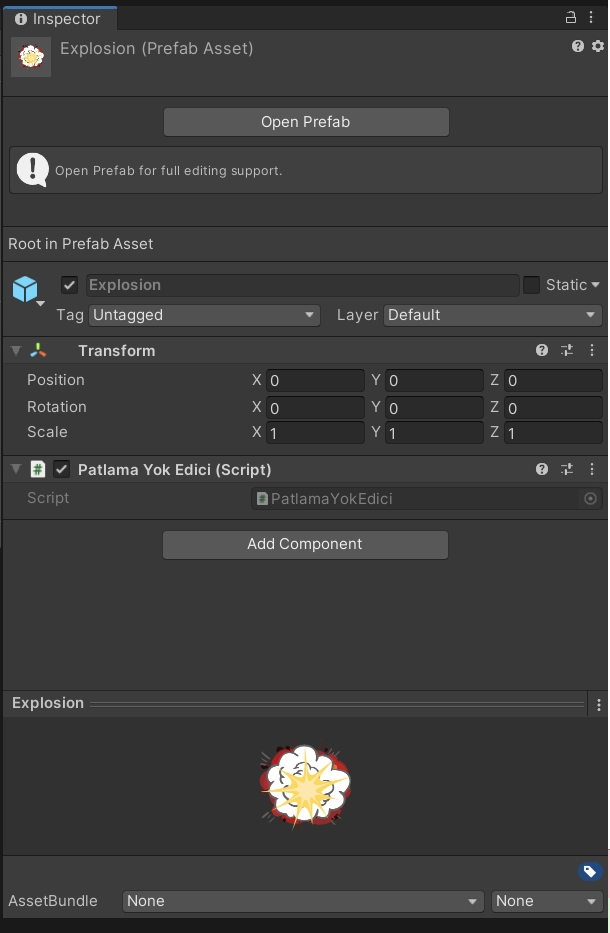 Inspector
Explosion (Prefab Asset)
Open Prefab
Open Prefab for full editing support.
Root in Prefab Asset
Explosion Static
Tag Untagged Layer Default
Transform
Position X 0 Y 0 Z 0
Rotation X 0 Y 0 Z 0
Scale X 1 Y 1 Z 1
# Patlama Yok Edici (Script)
Script # PatlamaYokEdici
Add Component
Explosion
AssetBundle None None